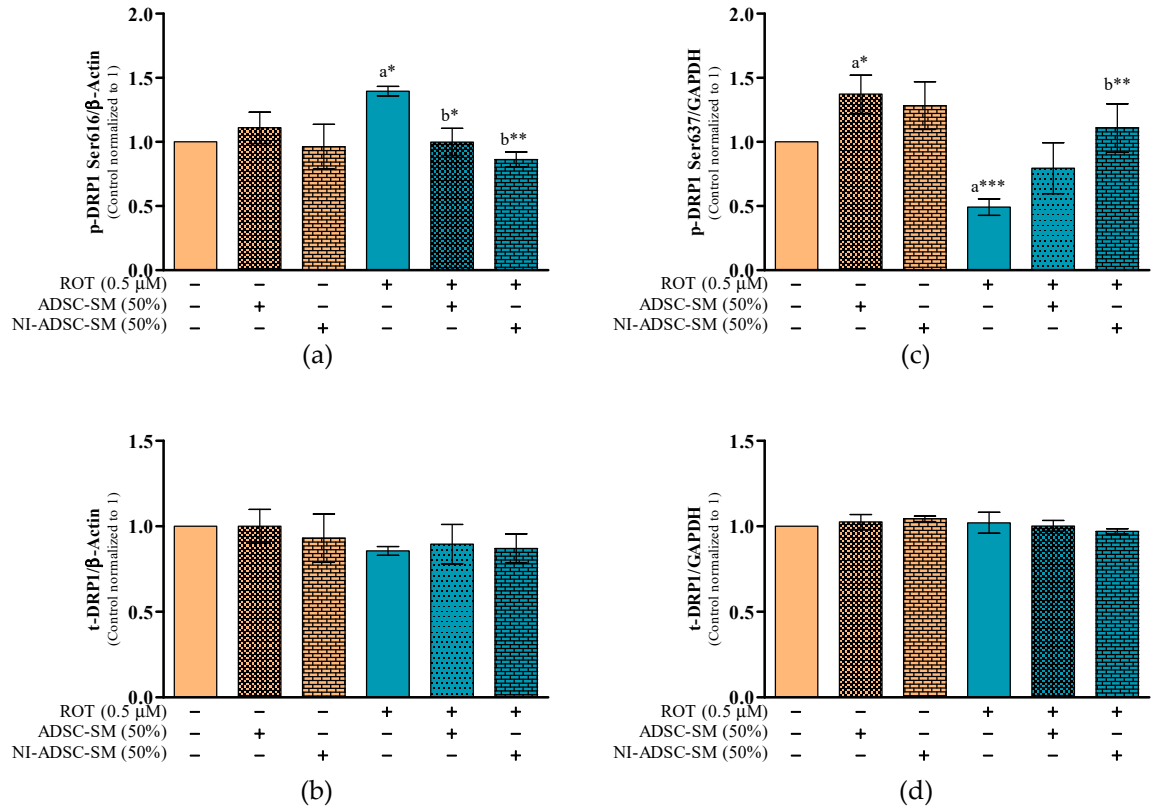 2.0
1.5
1.0
0.5
0.0
p-DRP1 Ser616/β-Actin
(Control normalized to 1)
a*
b*
b**
ROT (0.5 µM) − − − + + +
ADSC-SM (50%) − + − − + −
NI-ADSC-SM (50%) − − + − − +
(a)
2.0
1.5
1.0
0.5
0.0
p-DRP1 Ser637/GAPDH
(Control normalized to 1)
a*
a***
b**
ROT (0.5 µM) − − − + + +
ADSC-SM (50%) − + − − + −
NI-ADSC-SM (50%) − − + − − +
(c)
1.5
1.0
0.5
0.0
t-DRP1/β-Actin
(Control normalized to 1)
ROT (0.5 µM) − − − + + +
ADSC-SM (50%) − + − − + −
NI-ADSC-SM (50%) − − + − − +
(b)
1.5
1.0
0.5
0.0
t-DRP1/GAPDH
(Control normalized to 1)
ROT (0.5 µM) − − − + + +
ADSC-SM (50%) − + − − + −
NI-ADSC-SM (50%) − − + − − +
(d)